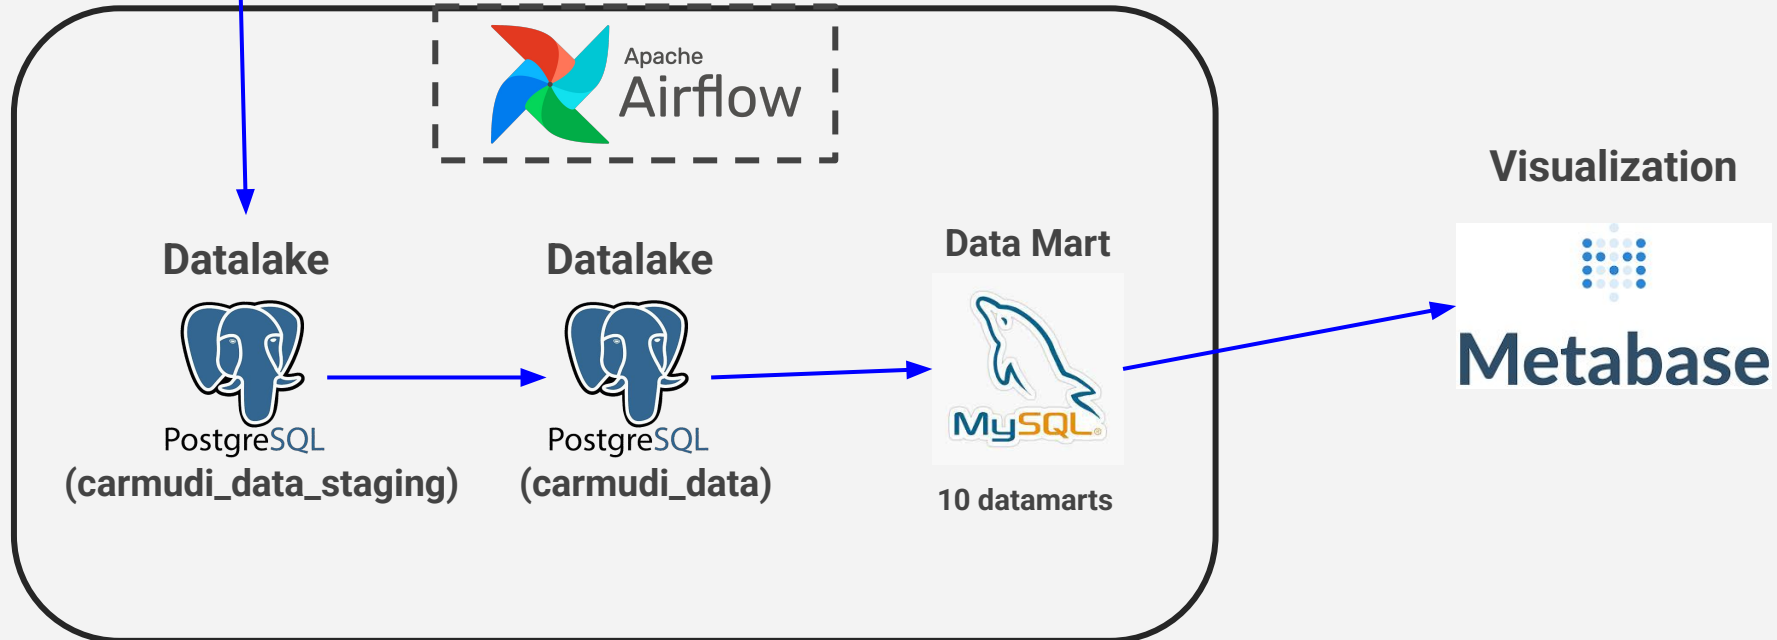 Apache
Airflow
Visualization
Datalake
Datalake
Data Mart
Metabase
MySQL®
PostgreSQL
PostgreSQL
(carmudi_data_staging)
(carmudi_data)
10 datamarts